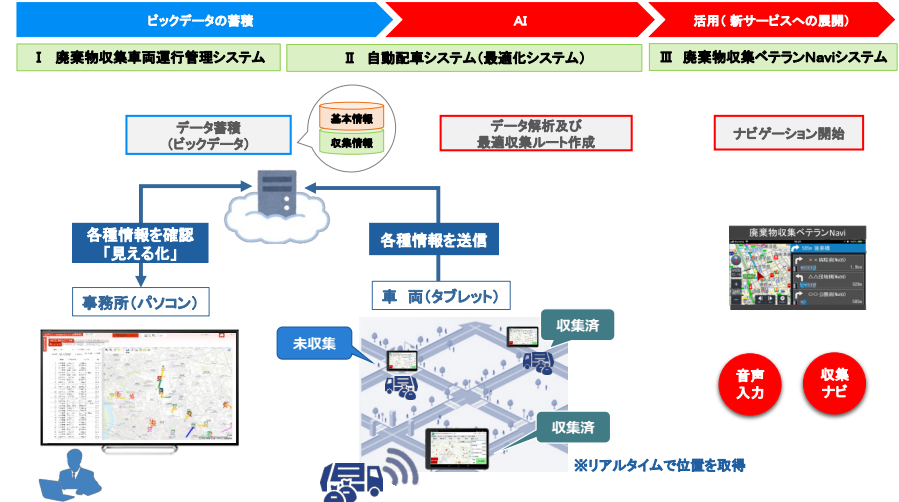 ビックデータの蓄積
AI
活用(新サービスへの展開)
Ⅰ 廃棄物収集車両運行管理システム
Ⅱ 自動配車システム(最適化システム)
Ⅲ 廃棄物収集ベテランNaviシステム
基本情報
収集情報
データ蓄積
(ビックデータ)
データ解析及び
最適収集ルート作成
ナビゲーション開始
各種情報を確認
「見える化」
各種情報を送信
事務所(パソコン)
車 両(タブレット)
廃棄物収集ベテランNavi
未収集
収集済
収集済
※リアルタイムで位置を取得
音声
入力
収集
ナビ